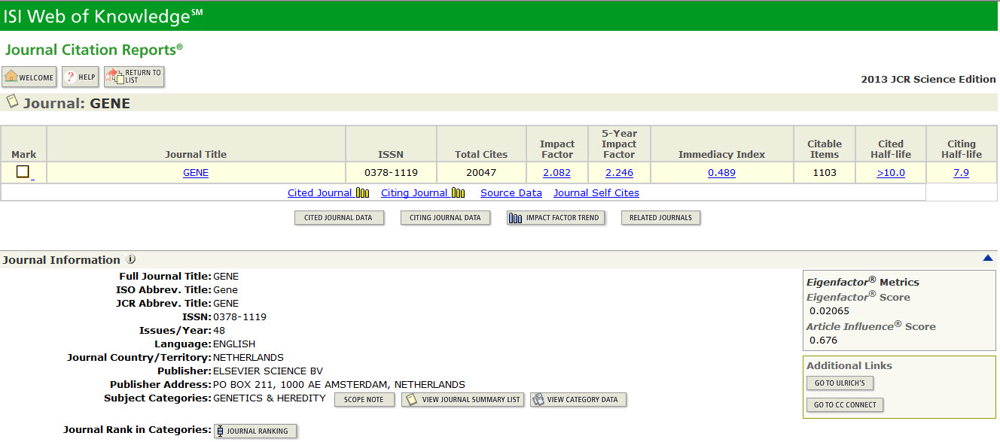 ISI Web of Knowledge℠
Journal Citation Reports®
WELCOME
? HELP
RETURN TO
LIST
2013 JCR Science Edition
Journal: GENE
Mark
Journal Title
ISSN
Total Cites
Impact
Factor
5-Year
Impact
Factor
Immediacy Index
Citable
Items
Cited
Half-life
Citing
Half-life
GENE
0378-1119
20047
2.082
2.246
0.489
1103
>10.0
7.9
Cited Journal
Citing Journal
Source Data
Journal Self Cites
CITED JOURNAL DATA
CITING JOURNAL DATA
IMPACT FACTOR TREND
RELATED JOURNALS
Journal Information i
Full Journal Title: GENE
ISO Abbrev. Title: Gene
JCR Abbrev. Title: GENE
ISSN: 0378-1119
Issues/Year: 48
Language: ENGLISH
Journal Country/Territory: NETHERLANDS
Publisher: ELSEVIER SCIENCE BV
Publisher Address: PO BOX 211, 1000 AE AMSTERDAM, NETHERLANDS
Subject Categories: GENETICS & HEREDITY
SCOPE NOTE
VIEW JOURNAL SUMMARY LIST
VIEW CATEGORY DATA
Journal Rank in Categories:
JOURNAL RANKING
Eigenfactor® Metrics
Eigenfactor® Score
0.02065
Article Influence® Score
0.676
Additional Links
GO TO ULRICH'S
GO TO CC CONNECT